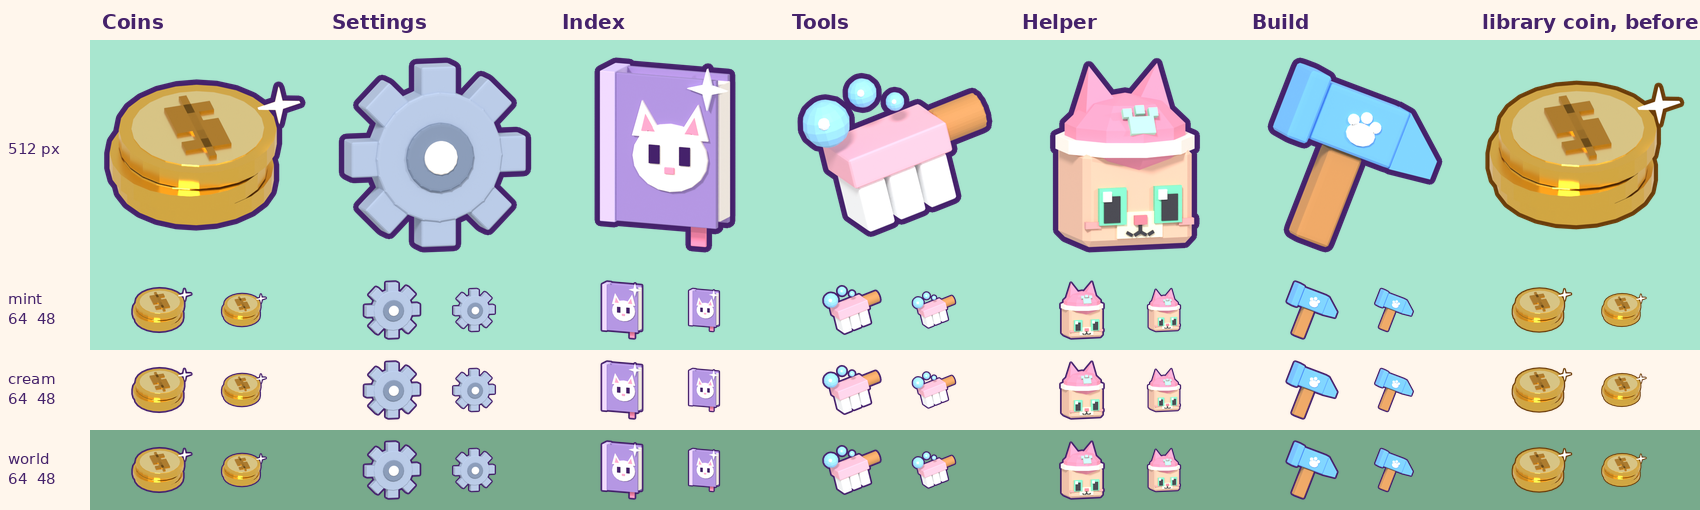 Coins Settings Index Tools Helper Build library coin, before
512 px
mint
64 48
cream
64 48
world
64 48